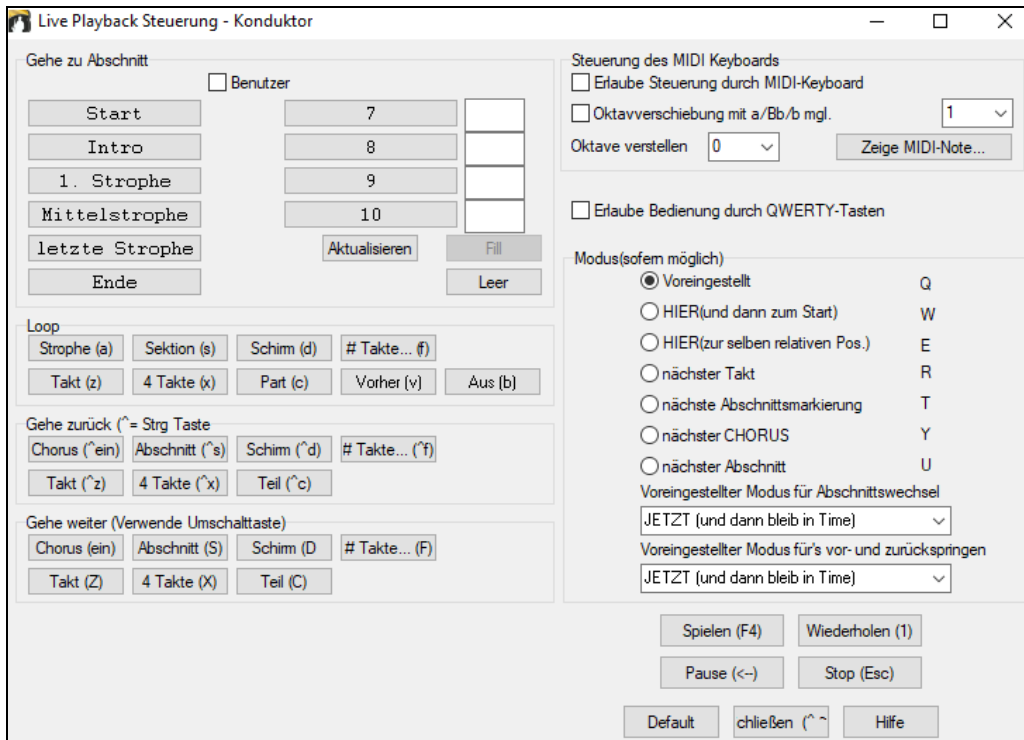 Live Playback Steuerung - Konduktor
Gehe zu Abschnitt
Benutzer
Start 7
Intro 8
1. Strophe 9
Mittelstrophe 10
letzte Strophe Aktualisieren Fill
Ende Leer
Loop
Strophe (a) Sektion (s) Schirm (d) # Takte... (f)
Takt (z) 4 Takte (x) Part (c) Vorher (v) Aus (b)
Gehe zurück (^= Strg Taste
Chorus (^ein) Abschnitt (^s) Schirm (^d) # Takte... (^f)
Takt (^z) 4 Takte (^x) Teil (^c)
Gehe weiter (Verwende Umschalttaste)
Chorus (ein) Abschnitt (S) Schirm (D # Takte... (F)
Takt (Z) 4 Takte (X) Teil (C)
Steuerung des MIDI Keyboards
Erlaube Steuerung durch MIDI-Keyboard
Oktavverschiebung mit a/Bb/b mgl. 1
Oktave verstellen 0 Zeige MIDI-Note...
Erlaube Bedienung durch QWERTY-Tasten
Modus(sofern möglich)
Voreingestellt Q
HIER(und dann zum Start) W
HIER(zur selben relativen Pos.) E
nächster Takt R
nächste Abschnittsmarkierung T
nächster CHORUS Y
nächster Abschnitt U
Voreingestellter Modus für Abschnittswechsel
JETZT (und dann bleib in Time)
Voreingestellter Modus für's vor- und zurückspringen
JETZT (und dann bleib in Time)
Spielen (F4) Wiederholen (1)
Pause (<--) Stop (Esc)
Default chließen (^ ~ Hilfe